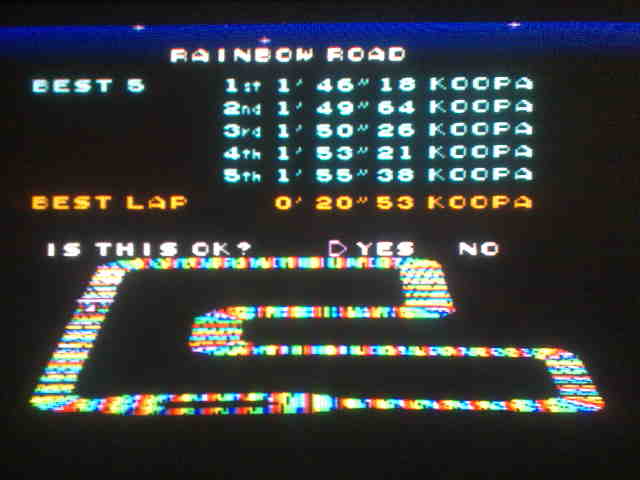 RAINBOW ROAD
BEST 5 1st 1' 46" 18 KOOPA
2nd 1' 49" 64 KOOPA
3rd 1' 50" 26 KOOPA
4th 1' 53" 21 KOOPA
5th 1' 55" 38 KOOPA
BEST LAP 0' 20" 53 KOOPA
IS THIS OK? YES NO